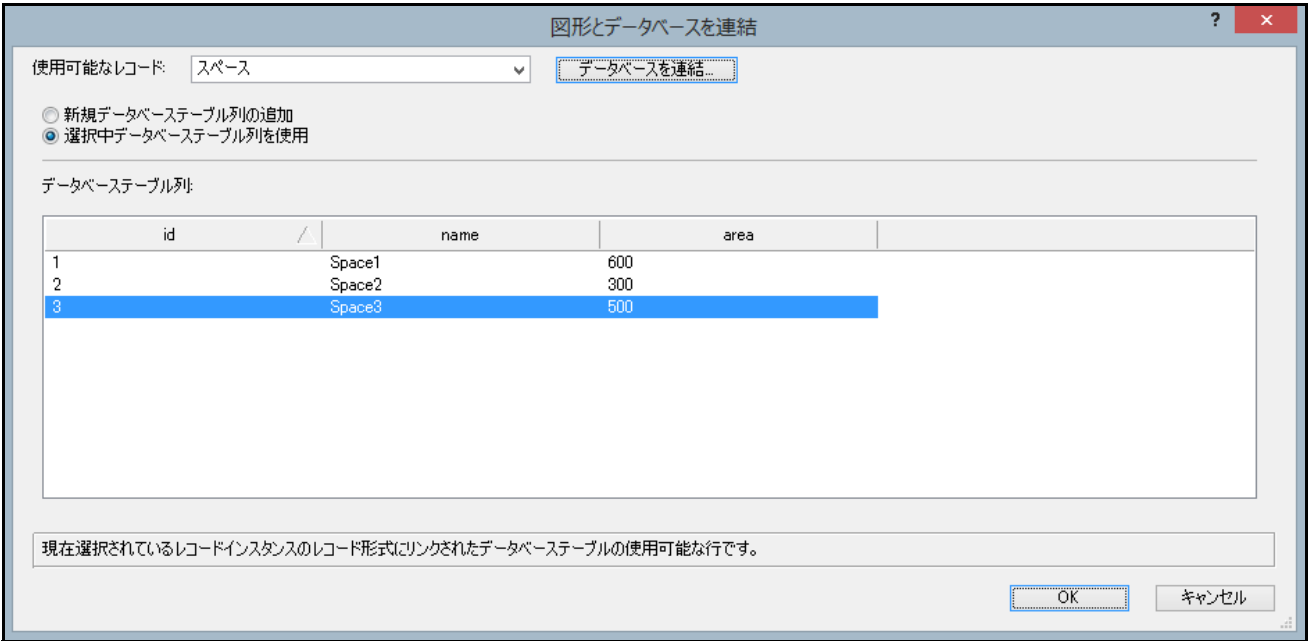 図形とデータベースを連結
? ×
使用可能なレコード: スペース データベースを連結...
新規データベーステーブル列の追加
選択中データベーステーブル列を使用
データベーステーブル列:
id name area
1 Space1 600
2 Space2 300
3 Space3 500
現在選択されているレコードインスタンスのレコード形式にリンクされたデータベーステーブルの使用可能な行です。
OK キャンセル